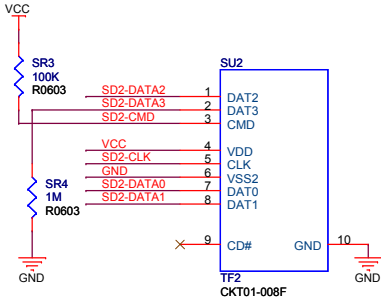 VCC
SR3
100K
R0603
SU2
SD2-DATA2 1 DAT2
SD2-DATA3 2 DAT3
SD2-CMD 3 CMD
VCC 4 VDD
SD2-CLK 5 CLK
GND 6 VSS2
SD2-DATA0 7 DAT0
SD2-DATA1 8 DAT1
SR4
1M
R0603
9 CD# GND 10
GND
GND
TF2
CKT01-008F